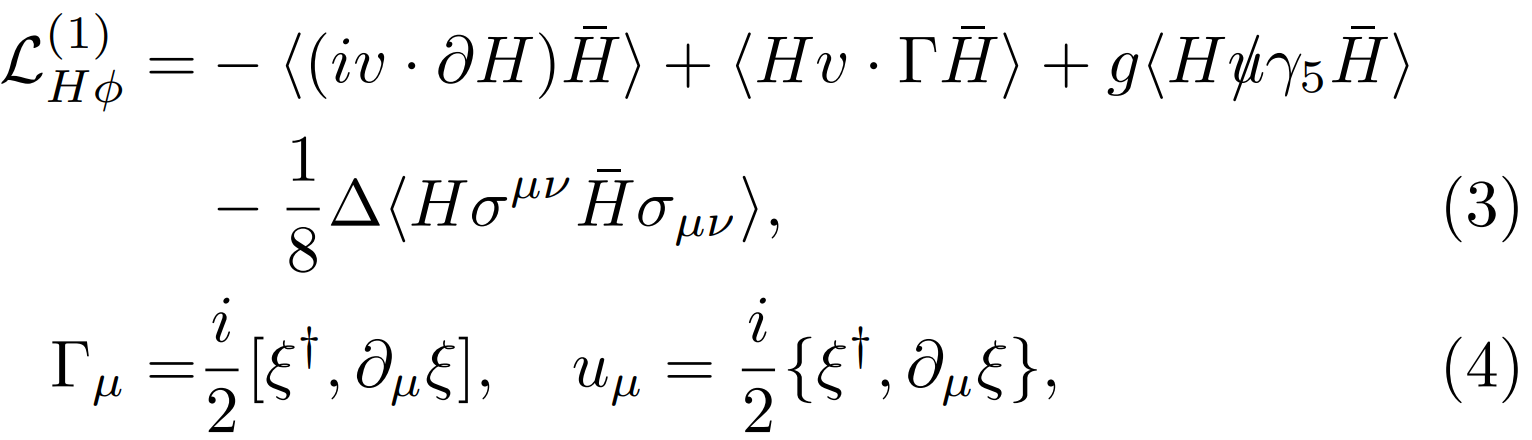 $\mathcal{L}_{H\phi}^{(1)} = -\langle (iv \cdot \partial H)\bar{H} \rangle + \langle H v \cdot \Gamma \bar{H} \rangle + g \langle H \slashed{u} \gamma_5 \bar{H} \rangle$
$- \frac{1}{8} \Delta \langle H \sigma^{\mu\nu} \bar{H} \sigma_{\mu\nu} \rangle, \quad (3)$
$\Gamma_\mu = \frac{i}{2} [\xi^\dagger, \partial_\mu \xi], \quad u_\mu = \frac{i}{2} \{\xi^\dagger, \partial_\mu \xi\}, \quad (4)$